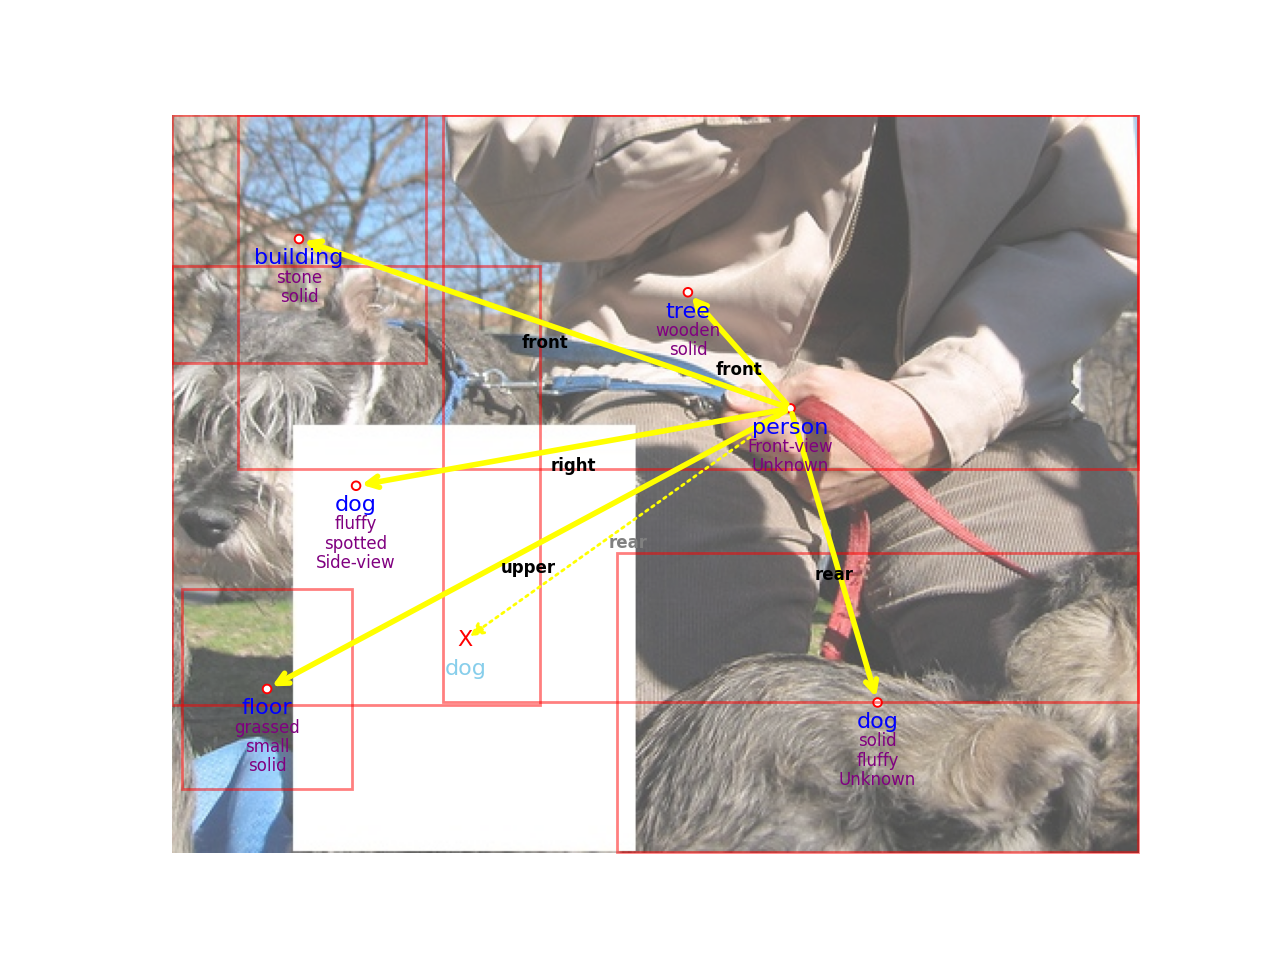 building
stone
solid
tree
wooden
solid
front
front
person
Front-view
Unknown
right
dog
fluffy
spotted
Side-view
rear
upper
rear
X
dog
floor
grassed
small
solid
dog
solid
fluffy
Unknown